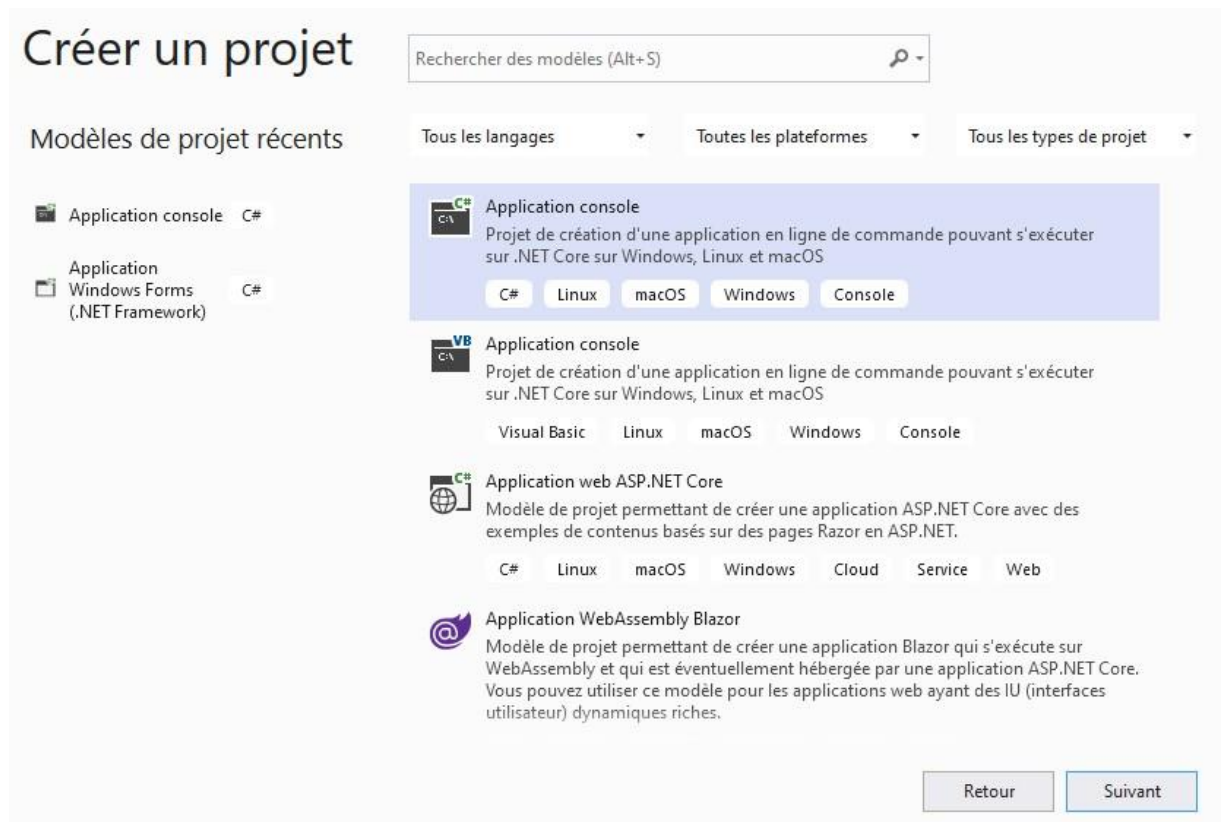 Créer un projet
Rechercher des modèles (Alt+S)
Modèles de projet récents
Tous les langages
Toutes les plateformes
Tous les types de projet
Application console C#
Application
Windows Forms C#
(.NET Framework)
C#
C:\
Application console
Projet de création d'une application en ligne de commande pouvant s'exécuter
sur .NET Core sur Windows, Linux et macOS
C# Linux macOS Windows Console
VB
C:\
Application console
Projet de création d'une application en ligne de commande pouvant s'exécuter
sur .NET Core sur Windows, Linux et macOS
Visual Basic Linux macOS Windows Console
C#
Application web ASP.NET Core
Modèle de projet permettant de créer une application ASP.NET Core avec des
exemples de contenus basés sur des pages Razor en ASP.NET.
C# Linux macOS Windows Cloud Service Web
@
Application WebAssembly Blazor
Modèle de projet permettant de créer une application Blazor qui s'exécute sur
WebAssembly et qui est éventuellement hébergée par une application ASP.NET Core.
Vous pouvez utiliser ce modèle pour les applications web ayant des IU (interfaces
utilisateur) dynamiques riches.
Retour
Suivant